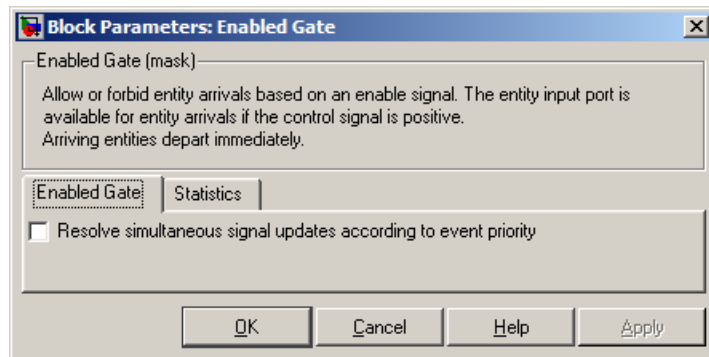 Block Parameters: Enabled Gate
Enabled Gate (mask)
Allow or forbid entity arrivals based on an enable signal. The entity input port is
available for entity arrivals if the control signal is positive.
Arriving entities depart immediately.
Enabled Gate Statistics
Resolve simultaneous signal updates according to event priority
OK Cancel Help Apply